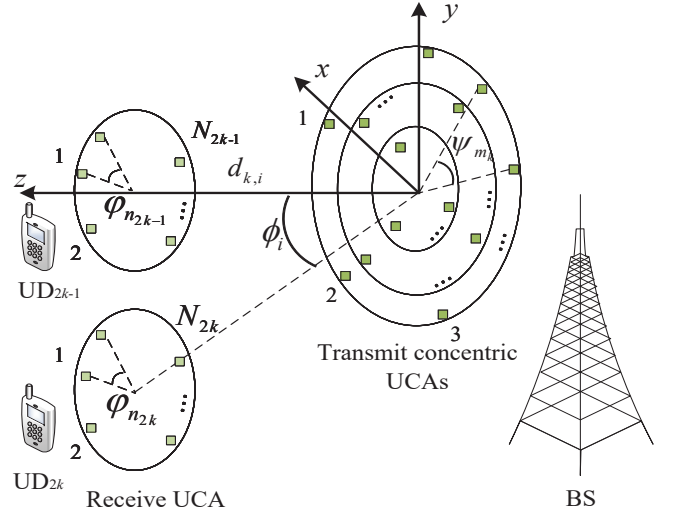 y
x
1
N2k-1
1
ψmk
dk,i
z
φn2k−1
ϕi
2
UD2k-1
2
N2k
3
1
Transmit concentric
UCAs
φn2k
2
UD2k
Receive UCA
BS